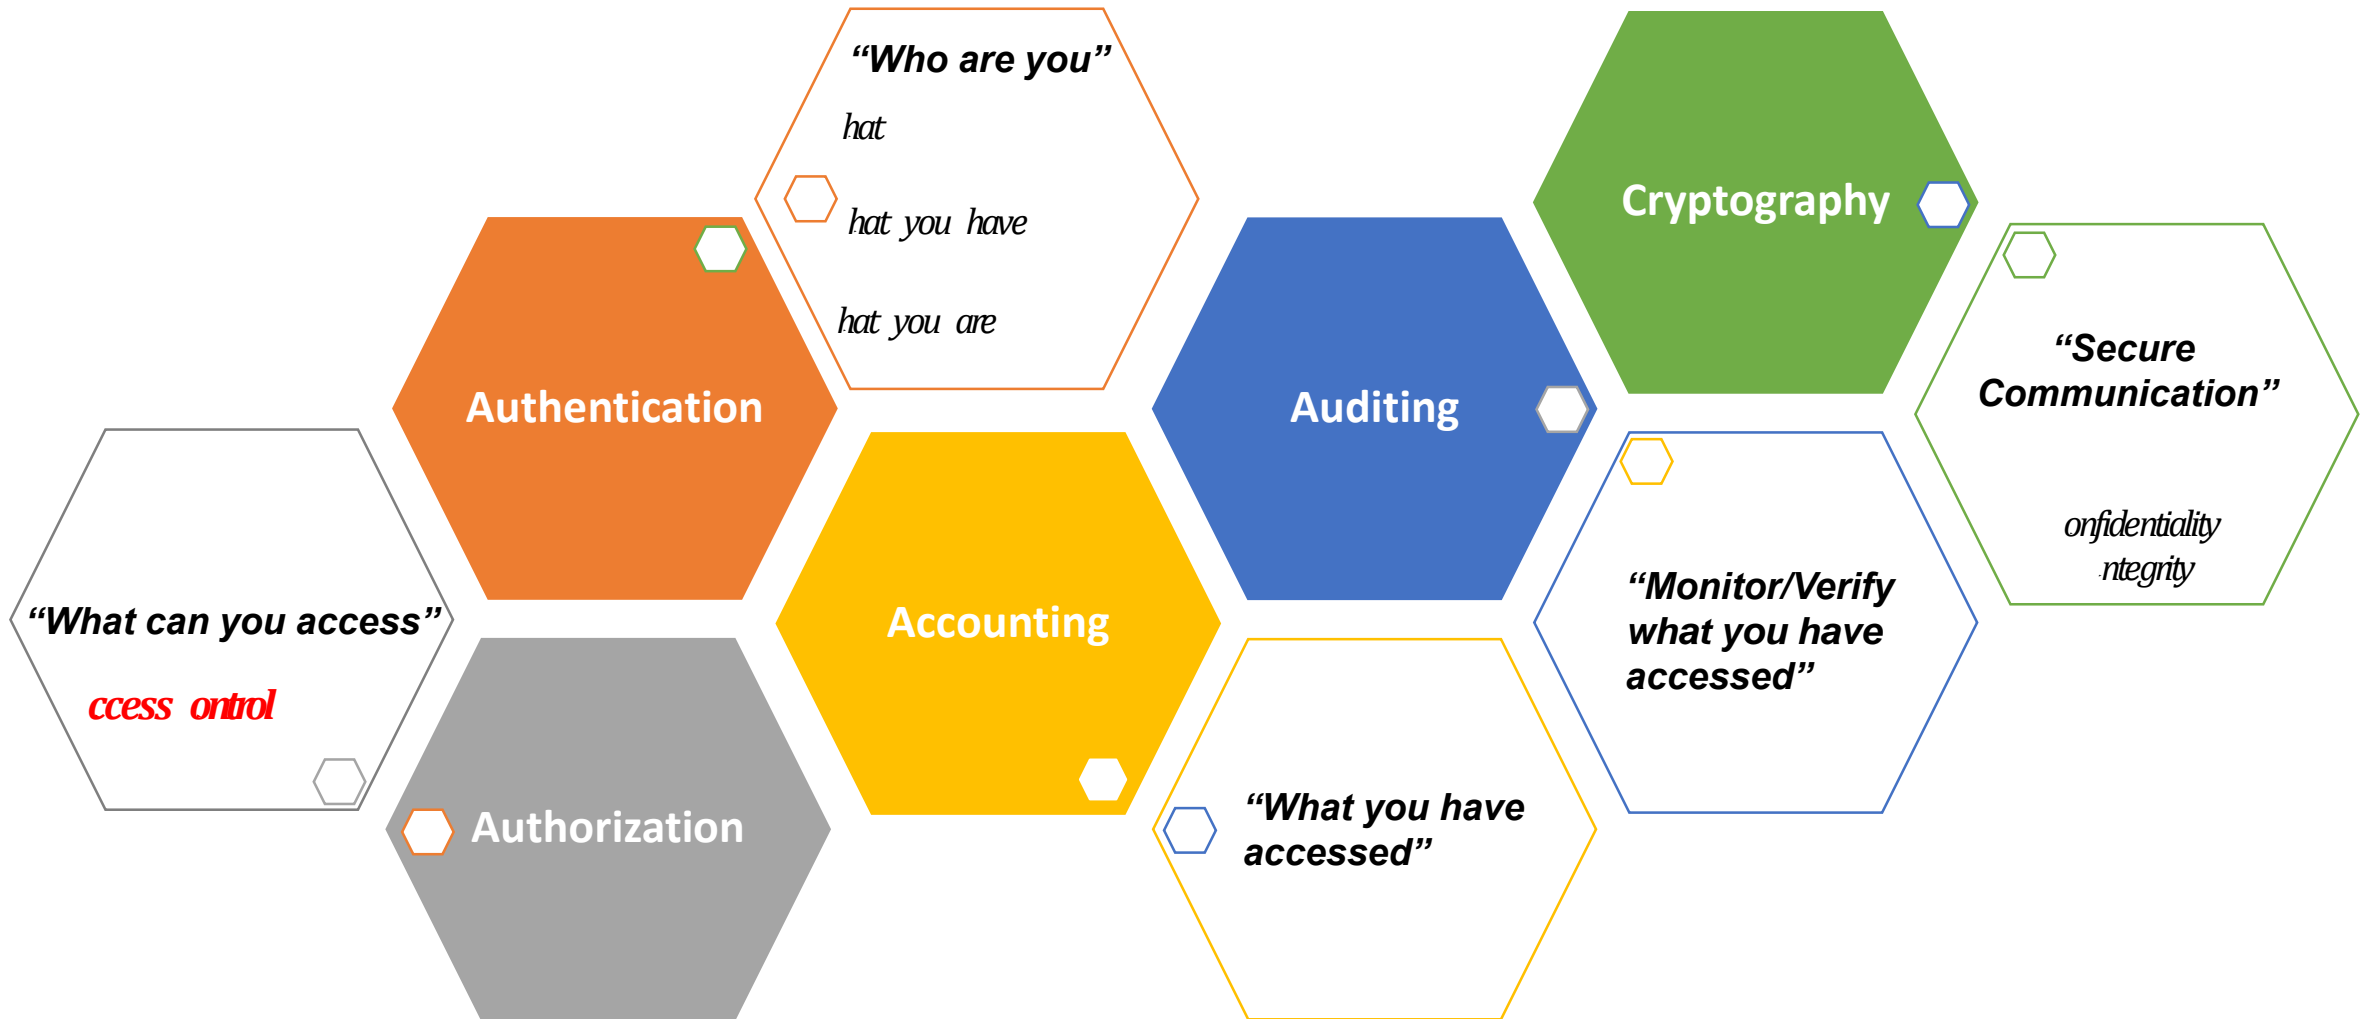 “Who are you”
hat
hat you have
hat you are
Authentication
“What can you access”
ccess ontrol
Authorization
Accounting
“What you have
accessed”
Auditing
“Monitor/Verify
what you have
accessed”
Cryptography
“Secure
Communication”
onfidentiality
ntegrity